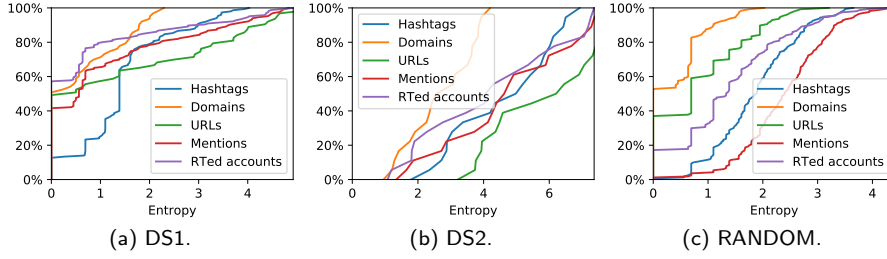 100%
80%
60%
40%
20%
0%
0 1 2 3 4
Entropy
Hashtags
Domains
URLs
Mentions
RTed accounts
(a) DS1.
100%
80%
60%
40%
20%
0%
0 2 4 6
Entropy
Hashtags
Domains
URLs
Mentions
RTed accounts
(b) DS2.
100%
80%
60%
40%
20%
0%
0 1 2 3 4
Entropy
Hashtags
Domains
URLs
Mentions
RTed accounts
(c) RANDOM.